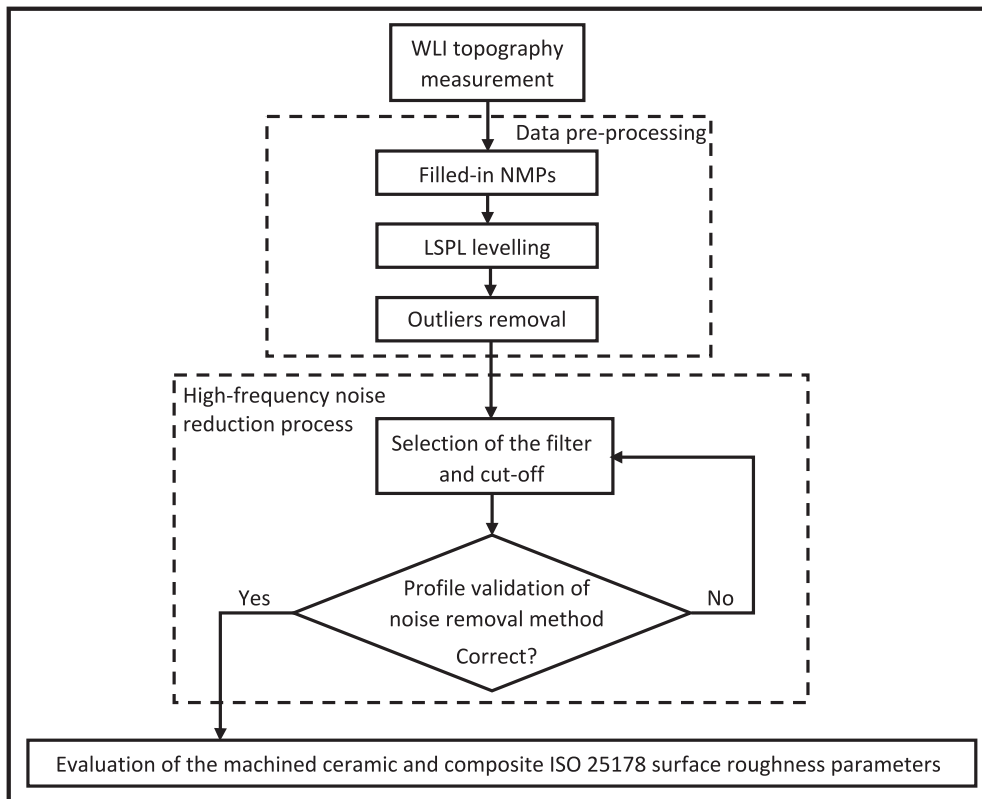 WLI topography
measurement
Data pre-processing
Filled-in NMPs
LSPL levelling
Outliers removal
High-frequency noise
reduction process
Selection of the filter
and cut-off
Profile validation of
noise removal method
Correct?
Yes
No
Evaluation of the machined ceramic and composite ISO 25178 surface roughness parameters